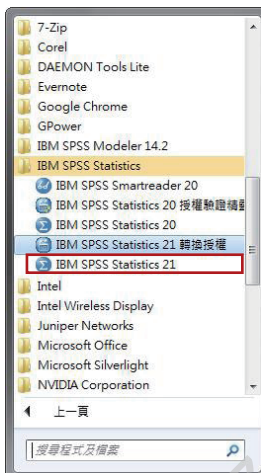 7-Zip
Corel
DAEMON Tools Lite
Evernote
Google Chrome
GPower
IBM SPSS Modeler 14.2
IBM SPSS Statistics
IBM SPSS Smartreader 20
IBM SPSS Statistics 20 授權驗證精靈
IBM SPSS Statistics 20
IBM SPSS Statistics 21 轉換授權
IBM SPSS Statistics 21
Intel
Intel Wireless Display
Juniper Networks
Microsoft Office
Microsoft Silverlight
NVIDIA Corporation
上一頁
搜尋程式及檔案